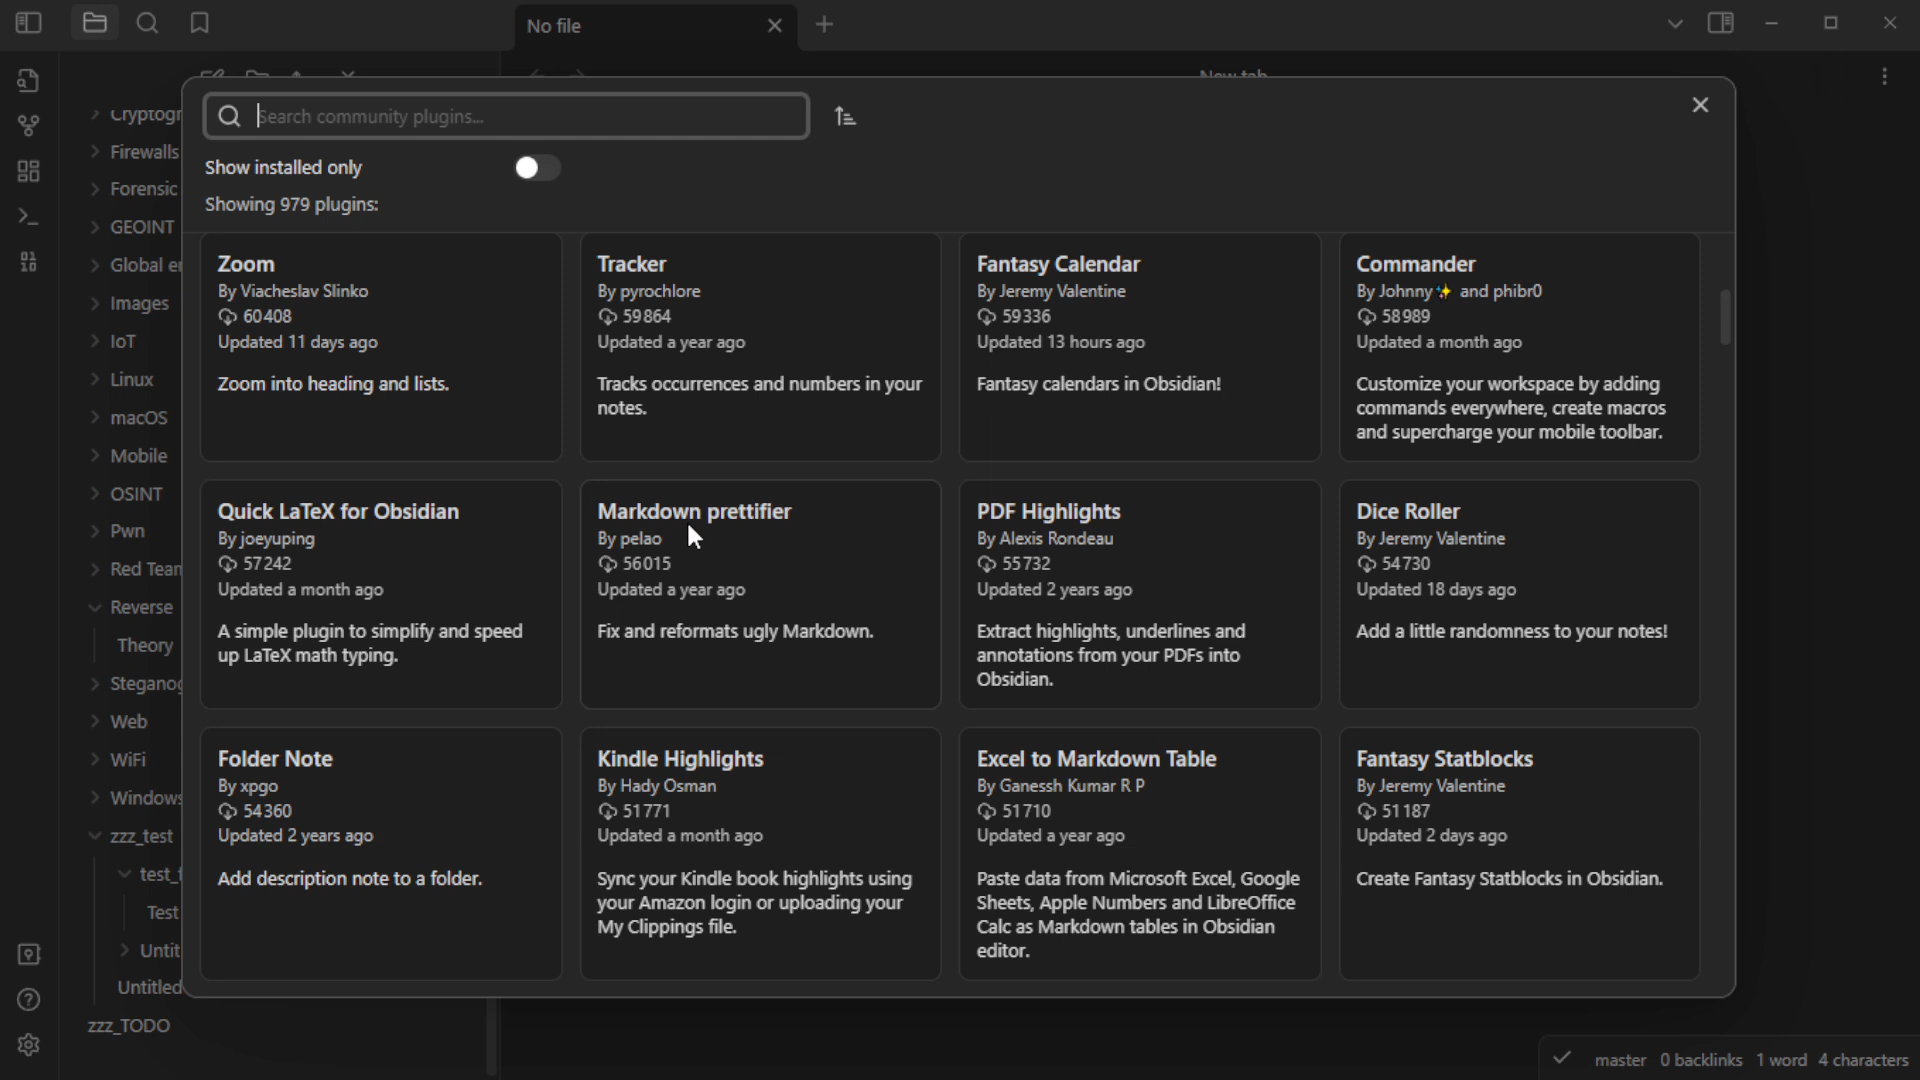 No file
New tab
Search community plugins...
Show installed only
Showing 979 plugins:
Cryptogr
Firewalls
Forensic
GEOINT
Global er
Images
IoT
Linux
macOS
Mobile
OSINT
Pwn
Red Tean
Reverse
Theory
Steganog
Web
WiFi
Windows
zzz_test
test_f
Test
Untit
Untitled
zzz_TODO
Zoom
By Viacheslav Slinko
60408
Updated 11 days ago
Zoom into heading and lists.
Tracker
By pyrochlore
59864
Updated a year ago
Tracks occurrences and numbers in your
notes.
Fantasy Calendar
By Jeremy Valentine
59336
Updated 13 hours ago
Fantasy calendars in Obsidian!
Commander
By Johnny✨ and phibr0
58989
Updated a month ago
Customize your workspace by adding
commands everywhere, create macros
and supercharge your mobile toolbar.
Quick LaTeX for Obsidian
By joeyuping
57242
Updated a month ago
A simple plugin to simplify and speed
up LaTeX math typing.
Markdown prettifier
By pelao
56015
Updated a year ago
Fix and reformats ugly Markdown.
PDF Highlights
By Alexis Rondeau
55732
Updated 2 years ago
Extract highlights, underlines and
annotations from your PDFs into
Obsidian.
Dice Roller
By Jeremy Valentine
54730
Updated 18 days ago
Add a little randomness to your notes!
Folder Note
By xpgo
54360
Updated 2 years ago
Add description note to a folder.
Kindle Highlights
By Hady Osman
51771
Updated a month ago
Sync your Kindle book highlights using
your Amazon login or uploading your
My Clippings file.
Excel to Markdown Table
By Ganessh Kumar R P
51710
Updated a year ago
Paste data from Microsoft Excel, Google
Sheets, Apple Numbers and LibreOffice
Calc as Markdown tables in Obsidian
editor.
Fantasy Statblocks
By Jeremy Valentine
51187
Updated 2 days ago
Create Fantasy Statblocks in Obsidian.
master 0 backlinks 1 word 4 characters